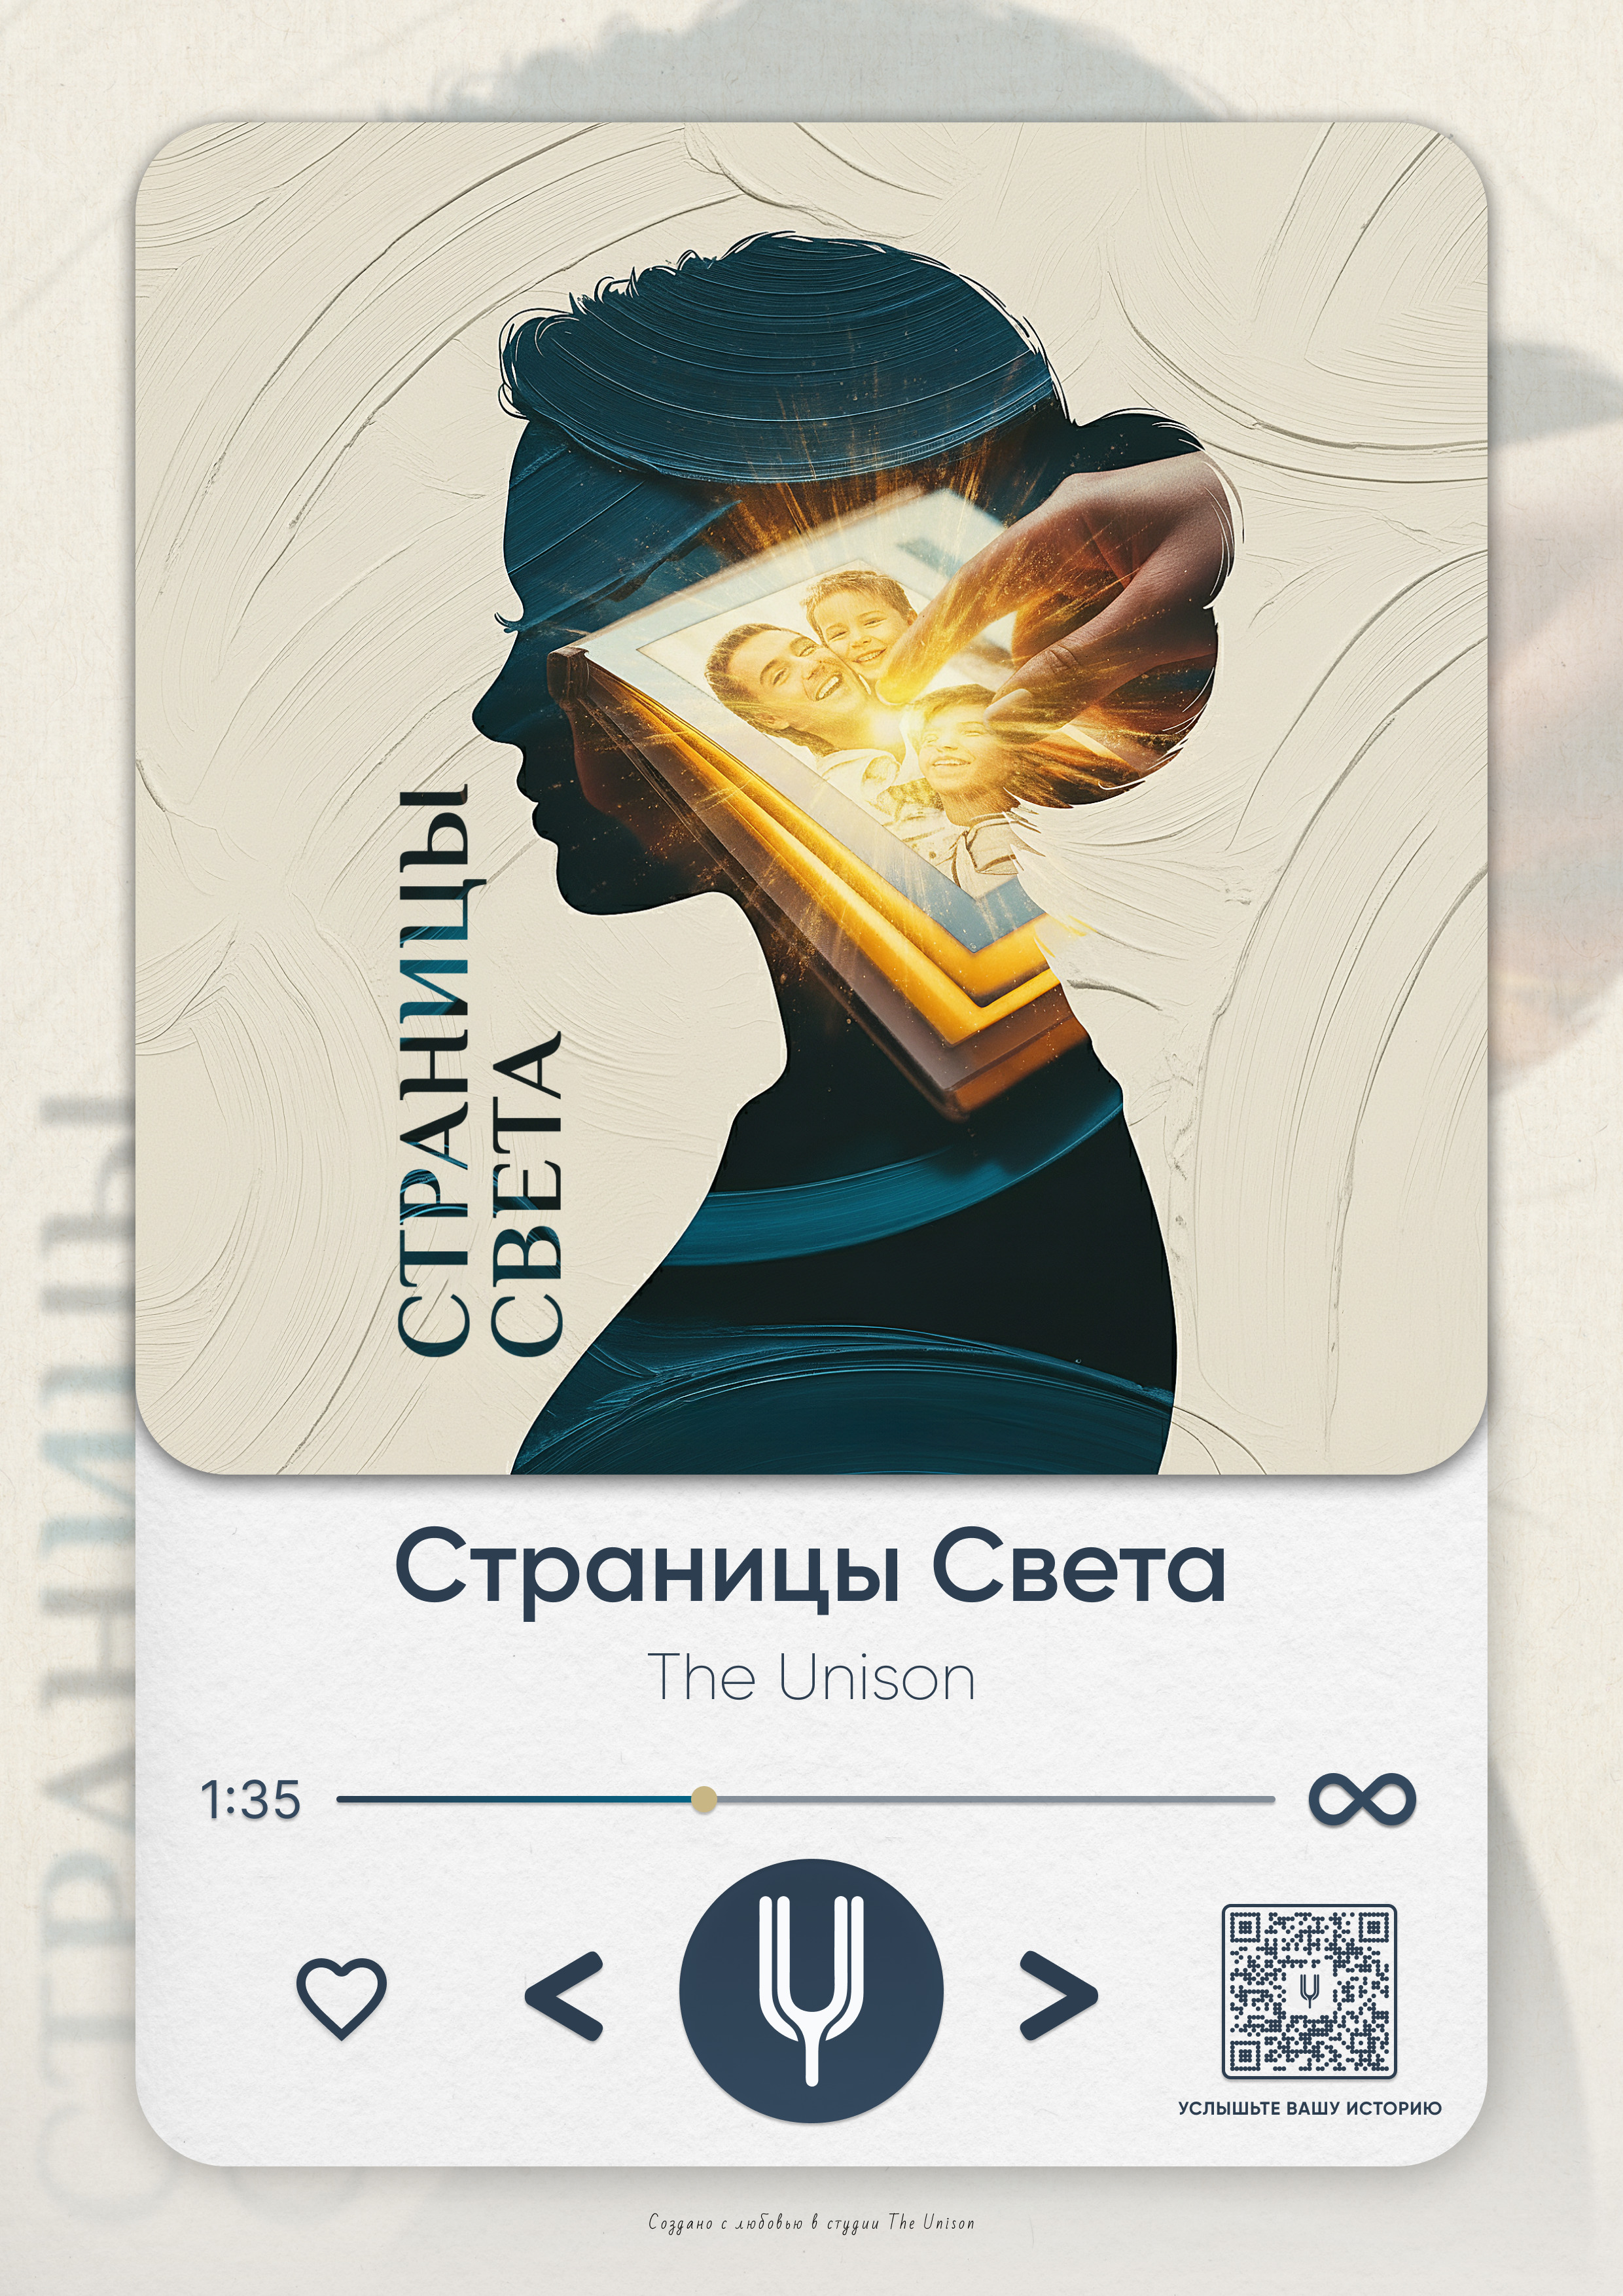 СТРАНИЦЫ
СВЕТА
Страницы Света
The Unison
1:35
УСЛЫШЬТЕ ВАШУ ИСТОРИЮ
Создано с любовью в студии The Unison